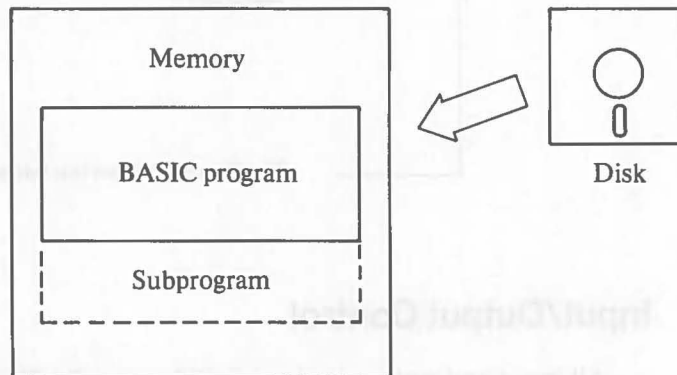 Memory
BASIC program
Disk
Subprogram
Input/Output Control